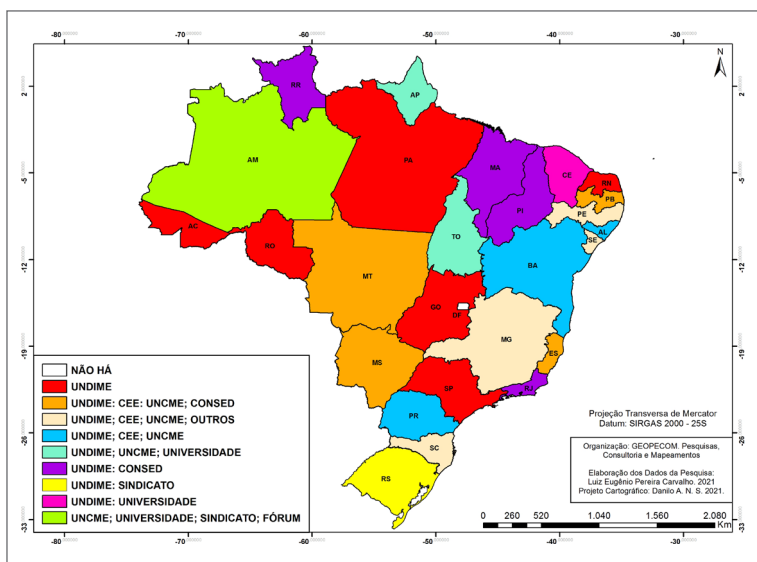 -80
-70
-60
-50
-40
-30
N
2
2
RR
AP
AM
PA
MA
CE
RN
-5
-5
PB
PI
PE
AC
TO
AL
SE
RO
-12
BA
-12
MT
GO
DF
MG
-19
MS
ES
-19
SP
RJ
PR
-26
SC
-26
RS
-33
-33
NÃO HÁ
UNDIME
UNDIME: CEE: UNCME; CONSED
UNDIME; CEE; UNCME; OUTROS
UNDIME; CEE; UNCME
UNDIME; UNCME; UNIVERSIDADE
UNDIME: CONSED
UNDIME: SINDICATO
UNDIME: UNIVERSIDADE
UNCME; UNIVERSIDADE; SINDICATO; FÓRUM
Projeção Transversa de Mercator
Datum: SIRGAS 2000 - 25S
Organização: GEOPECOM. Pesquisas,
Consultoria e Mapeamentos
Elaboração dos Dados da Pesquisa:
Luiz Eugênio Pereira Carvalho. 2021
Projeto Cartográfico: Danilo A. N. S. 2021.
0 260 520 1.040 1.560 2.080
Km
-70
-60
-50
-40
-30